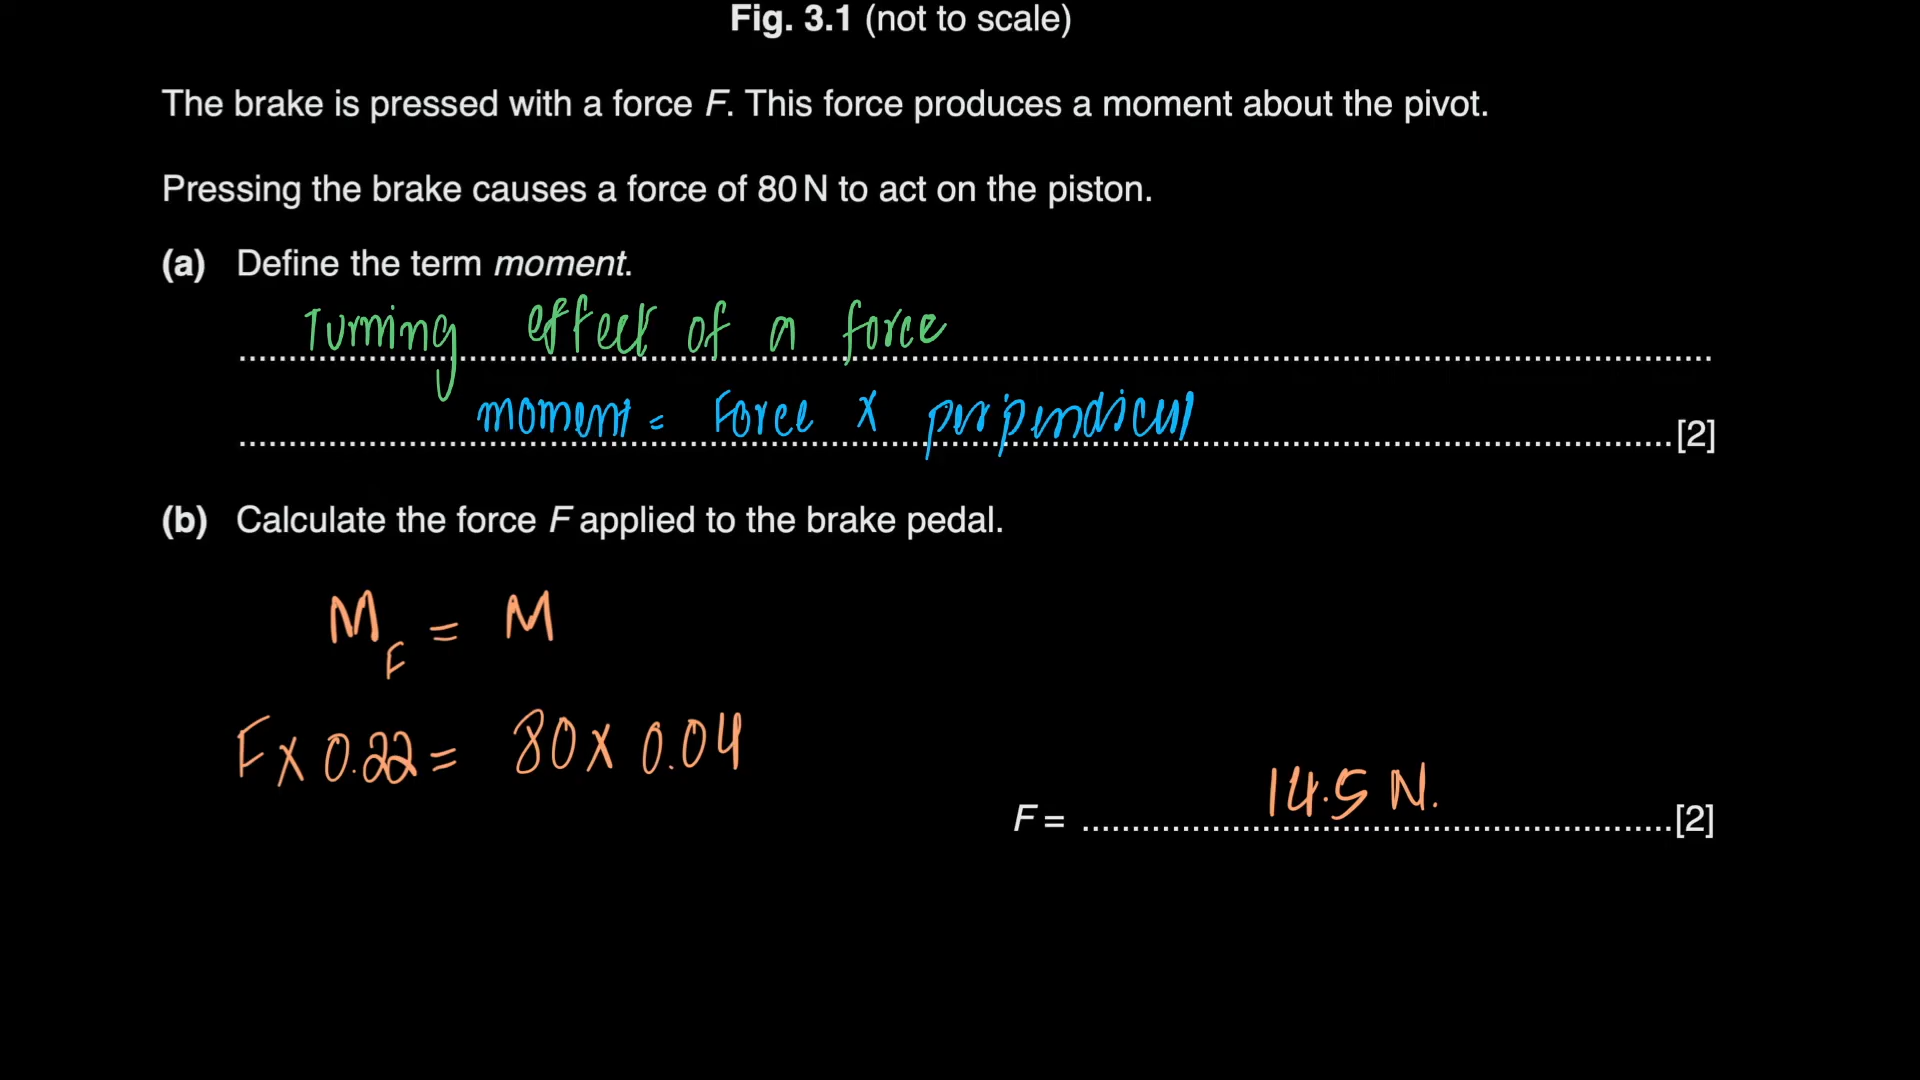 Fig. 3.1 (not to scale)
The brake is pressed with a force F. This force produces a moment about the pivot.
Pressing the brake causes a force of 80 N to act on the piston.
(a) Define the term moment.
Turning effect of a force
moment = Force x perpendicul
[2]
(b) Calculate the force F applied to the brake pedal.
M_F = M
F x 0.22 = 80 x 0.04
F = 14.5 N. [2]